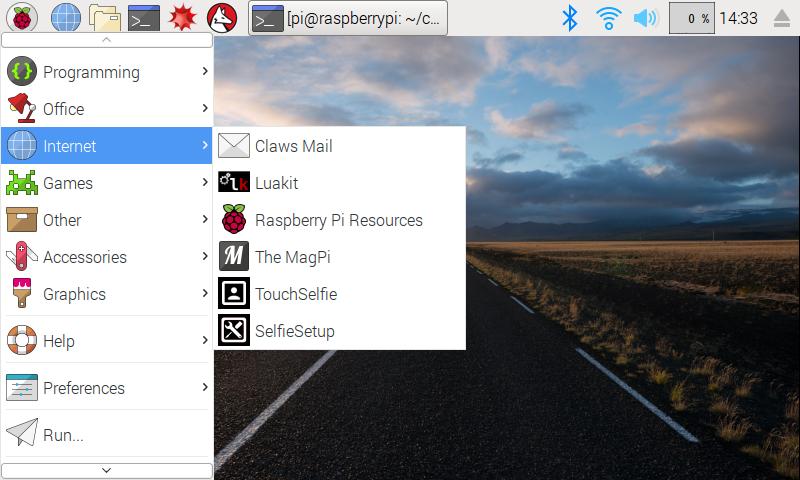 [pi@raspberrypi: ~/c...
0 %
14:33
Programming
Office
Internet
Games
Other
Accessories
Graphics
Help
Preferences
Run...
Claws Mail
Luakit
Raspberry Pi Resources
The MagPi
TouchSelfie
SelfieSetup